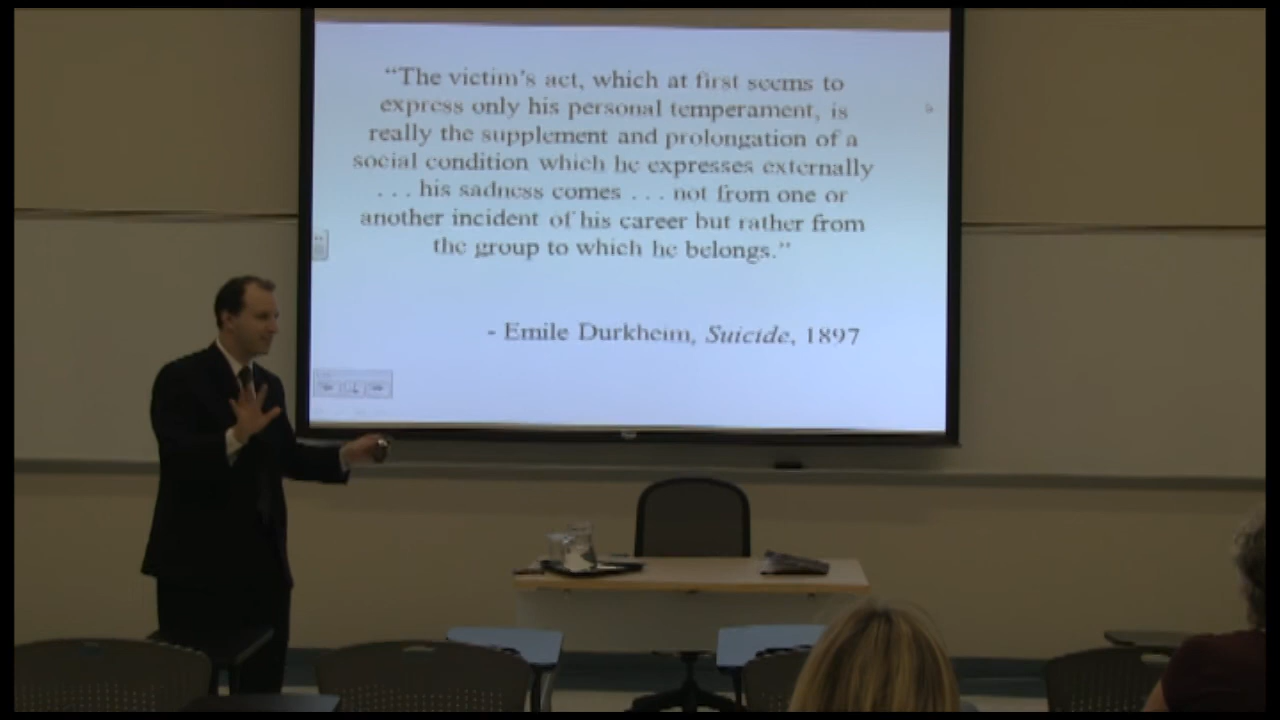 “The victim’s act, which at first seems to
express only his personal temperament, is
really the supplement and prolongation of a
social condition which he expresses externally
. . . his sadness comes . . . not from one or
another incident of his career but rather from
the group to which he belongs.”
- Emile Durkheim, Suicide, 1897